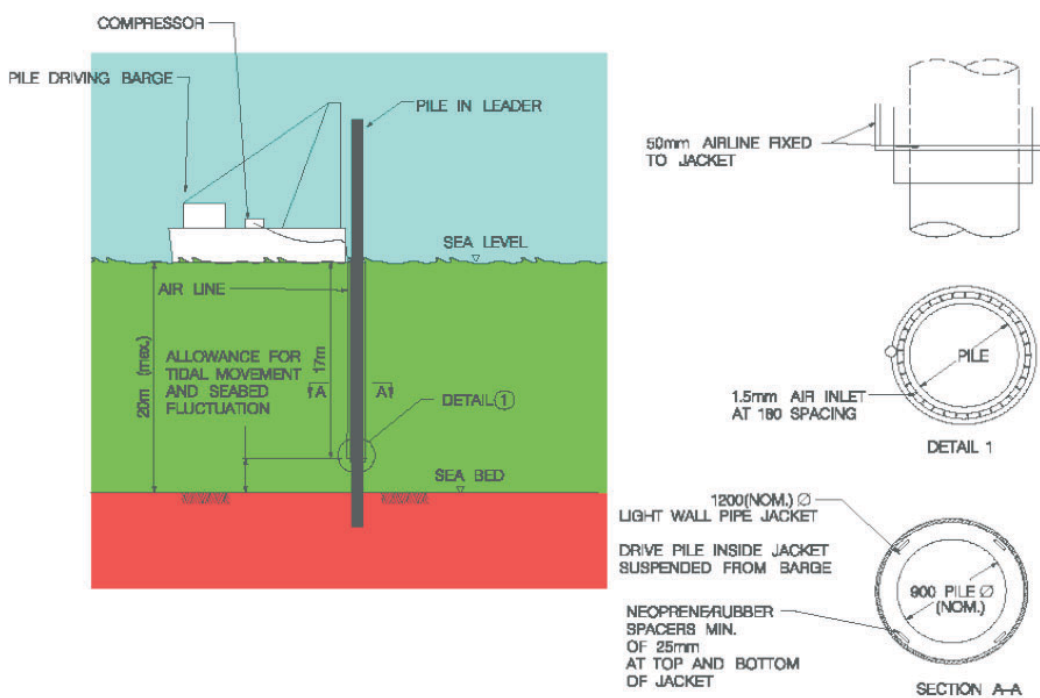 COMPRESSOR
PILE DRIVING BARGE
PILE IN LEADER
SEA LEVEL
AIR LINE
20m (max.)
17m
ALLOWANCE FOR
TIDAL MOVEMENT
AND SEABED
FLUCTUATION
A
A
DETAIL 1
SEA BED
50mm AIRLINE FIXED
TO JACKET
PILE
1.5mm AIR INLET
AT 180 SPACING
DETAIL 1
1200(NOM.) Ø
LIGHT WALL PIPE JACKET
DRIVE PILE INSIDE JACKET
SUSPENDED FROM BARGE
900 PILE Ø
(NOM.)
NEOPRENE/RUBBER
SPACERS MIN.
OF 25mm
AT TOP AND BOTTOM
OF JACKET
SECTION A-A